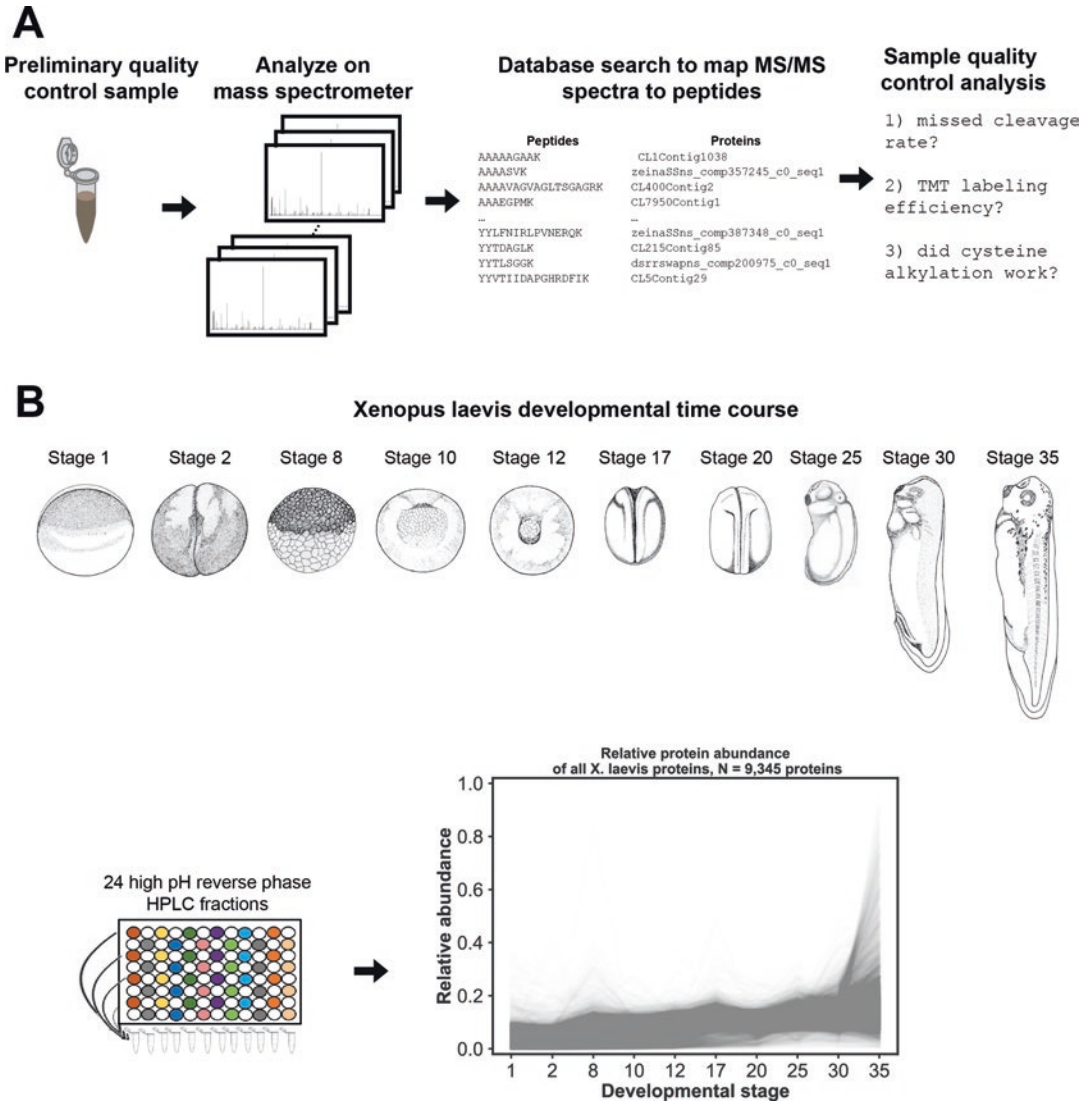 A
Preliminary quality
control sample
Analyze on
mass spectrometer
Database search to map MS/MS
spectra to peptides
Peptides Proteins
AAAAAGAAK CL1Contig1038
AAAASVK zeinaSSns_comp357245_c0_seq1
AAAAVAGVAGLTSGAGRK CL400Contig2
AAAEGPMK CL7950Contig1
… …
YYLFNIRLPVNERQK zeinaSSns_comp387348_c0_seq1
YYTDAGLK CL215Contig85
YYTLSGGK dsrrswapns_comp200975_c0_seq1
YYVTIIDAPGHRDFIK CL5Contig29
Sample quality
control analysis
1) missed cleavage
rate?
2) TMT labeling
efficiency?
3) did cysteine
alkylation work?
B
Xenopus laevis developmental time course
Stage 1 Stage 2 Stage 8 Stage 10 Stage 12 Stage 17 Stage 20 Stage 25 Stage 30 Stage 35
24 high pH reverse phase
HPLC fractions
Relative protein abundance
of all X. laevis proteins, N = 9,345 proteins
Relative abundance
1.0
0.8
0.6
0.4
0.2
0.0
1 2 8 10 12 17 20 25 30 35
Developmental stage